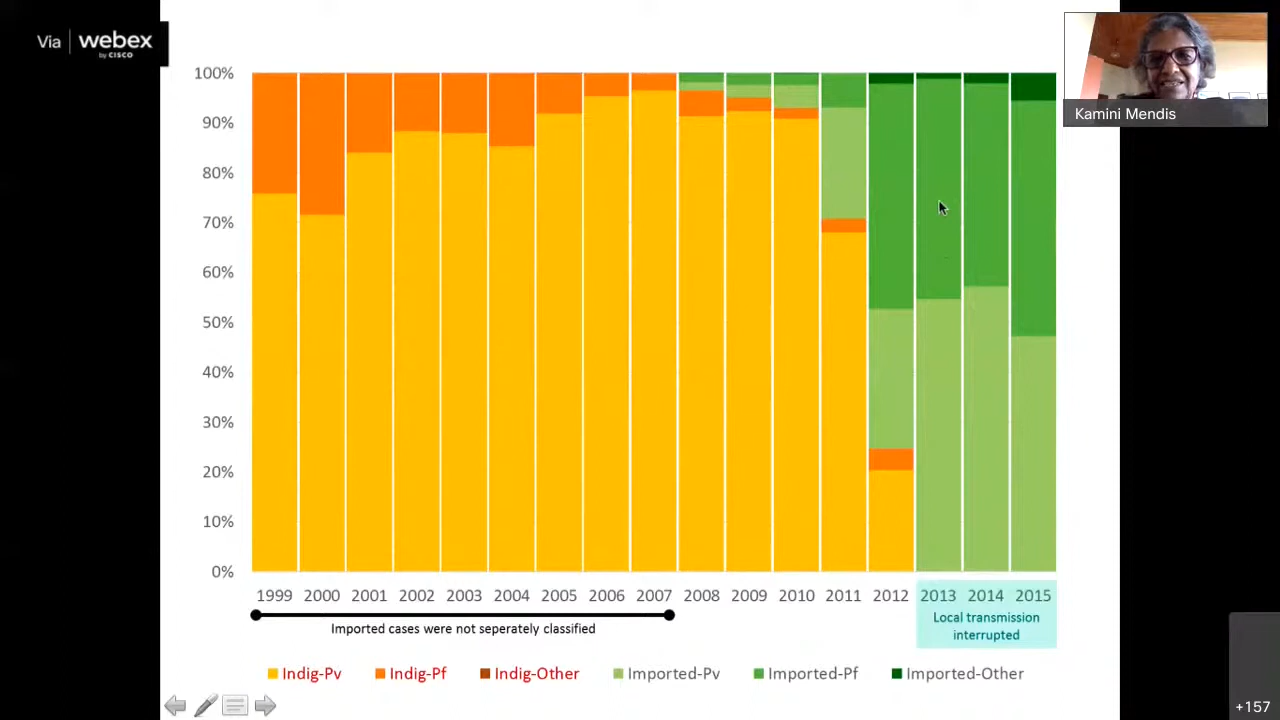 Via webex
by CISCO
Kamini Mendis
100%
90%
80%
70%
60%
50%
40%
30%
20%
10%
0%
1999 2000 2001 2002 2003 2004 2005 2006 2007 2008 2009 2010 2011 2012 2013 2014 2015
Imported cases were not seperately classified
Local transmission
interrupted
Indig-Pv Indig-Pf Indig-Other Imported-Pv Imported-Pf Imported-Other
+157